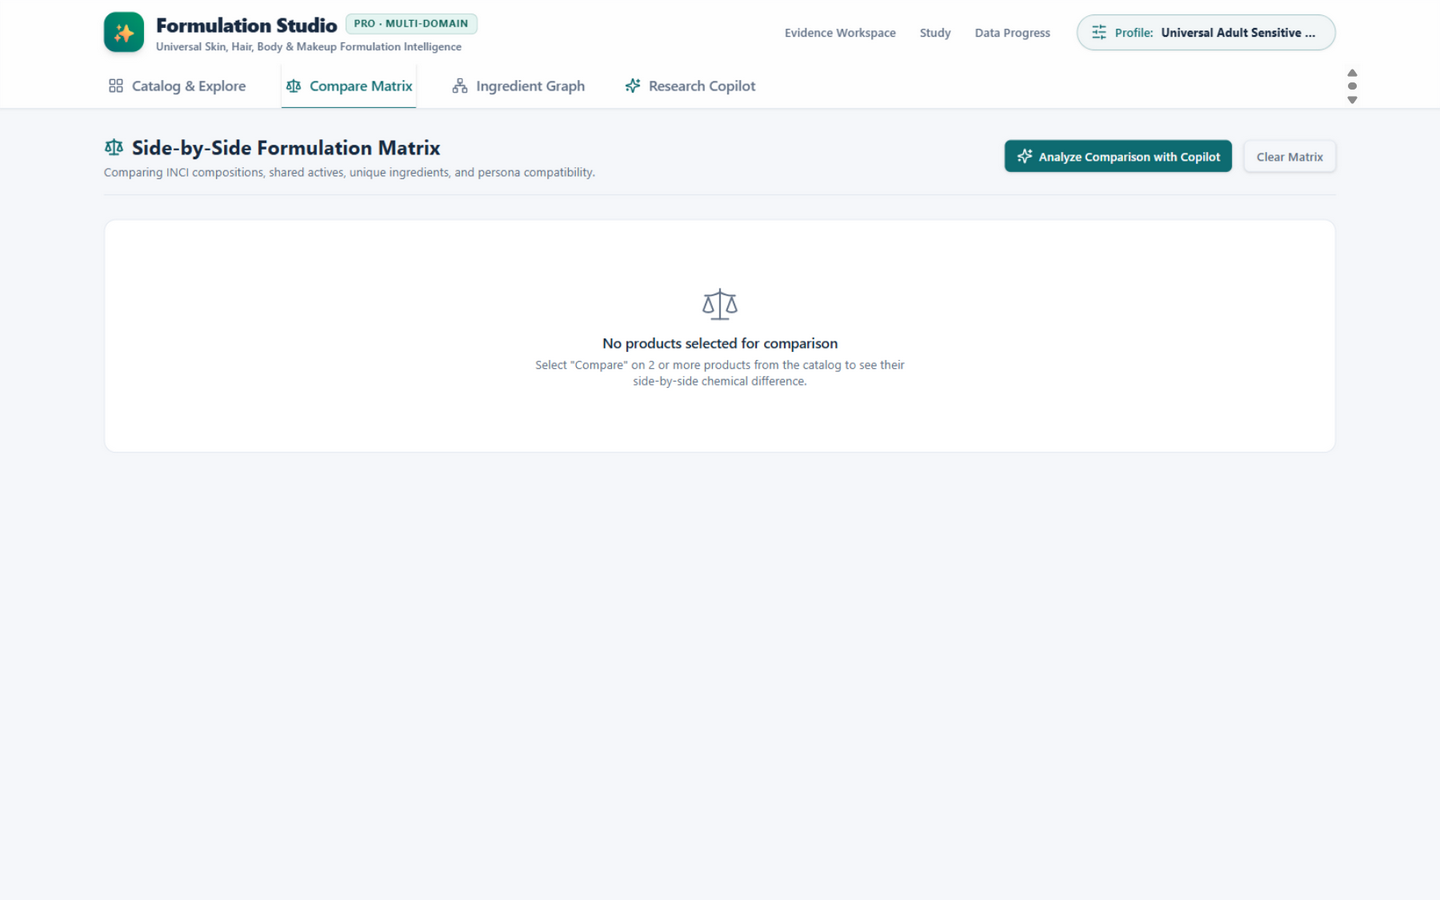 Formulation Studio
PRO · MULTI-DOMAIN
Universal Skin, Hair, Body & Makeup Formulation Intelligence
Evidence Workspace
Study
Data Progress
Profile: Universal Adult Sensitive ...
Catalog & Explore
Compare Matrix
Ingredient Graph
Research Copilot
Side-by-Side Formulation Matrix
Comparing INCI compositions, shared actives, unique ingredients, and persona compatibility.
Analyze Comparison with Copilot
Clear Matrix
No products selected for comparison
Select "Compare" on 2 or more products from the catalog to see their
side-by-side chemical difference.